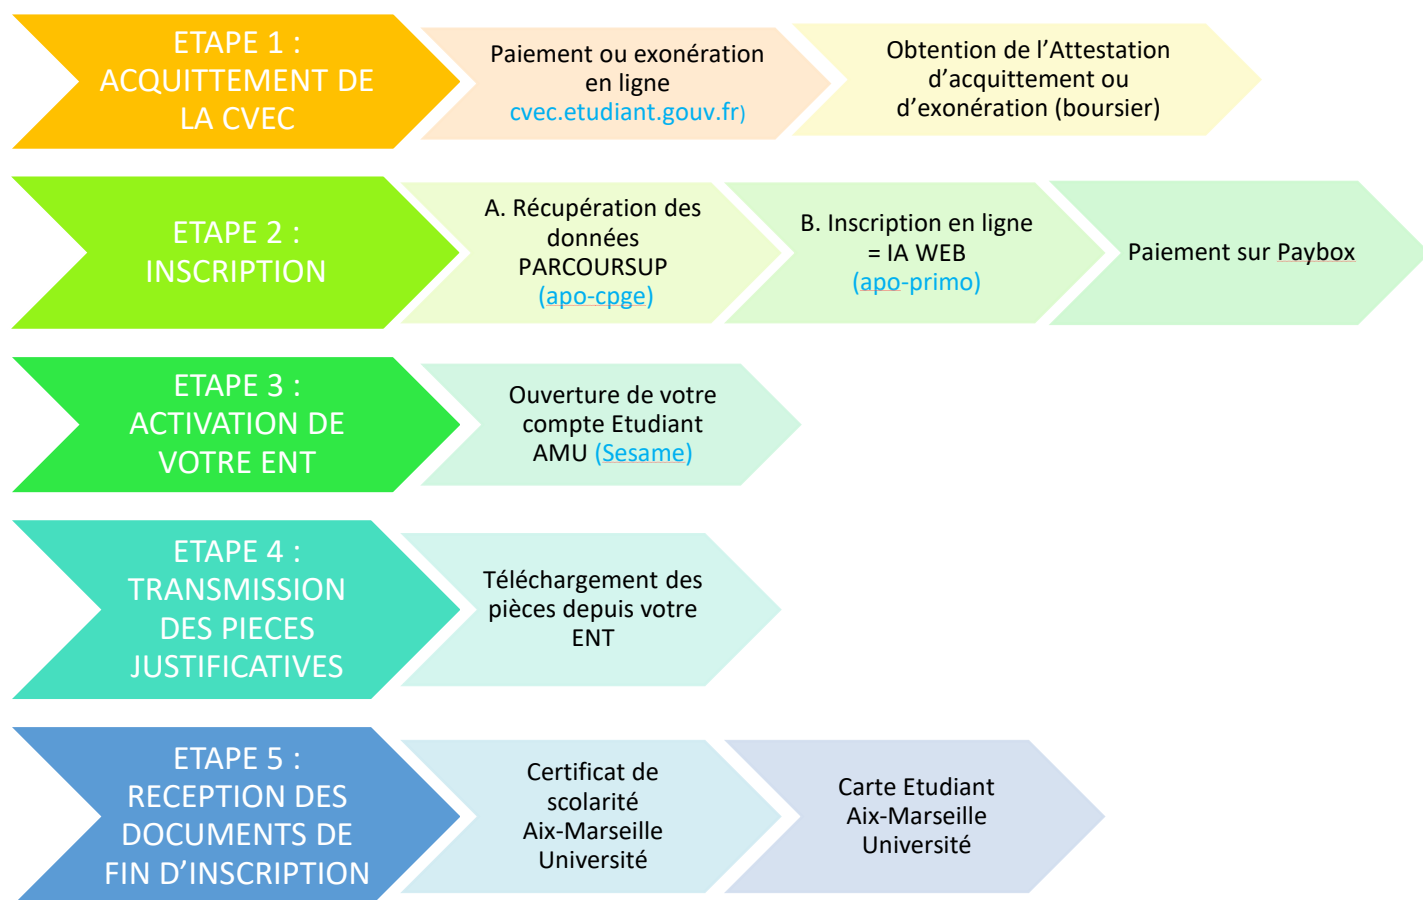 ETAPE 1 :
ACQUITTEMENT DE
LA CVEC
Paiement ou exonération
en ligne
cvec.etudiant.gouv.fr)
Obtention de l’Attestation
d’acquittement ou
d’exonération (boursier)
ETAPE 2 :
INSCRIPTION
A. Récupération des
données
PARCOURSUP
(apo-cpge)
B. Inscription en ligne
= IA WEB
(apo-primo)
Paiement sur Paybox
ETAPE 3 :
ACTIVATION DE
VOTRE ENT
Ouverture de votre
compte Etudiant
AMU (Sesame)
ETAPE 4 :
TRANSMISSION
DES PIECES
JUSTIFICATIVES
Téléchargement des
pièces depuis votre
ENT
ETAPE 5 :
RECEPTION DES
DOCUMENTS DE
FIN D’INSCRIPTION
Certificat de
scolarité
Aix-Marseille
Université
Carte Etudiant
Aix-Marseille
Université